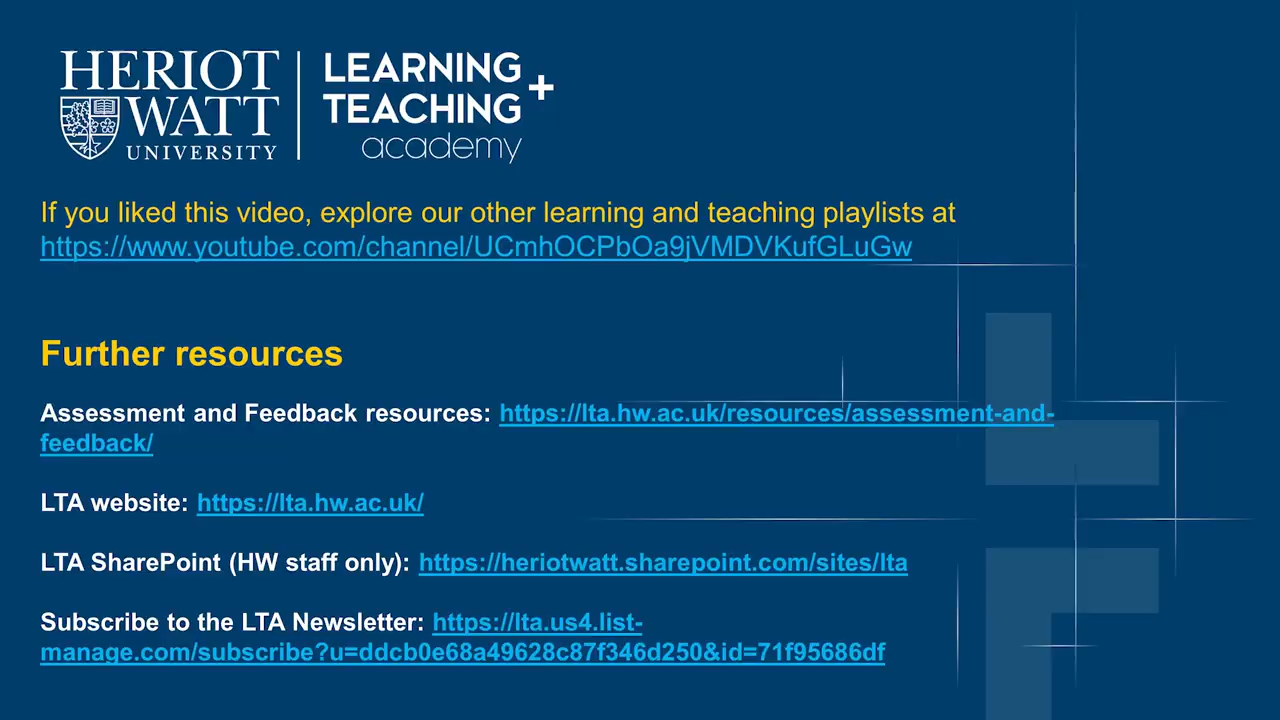 HERIOT
WATT
UNIVERSITY
LEARNING
TEACHING+
academy
If you liked this video, explore our other learning and teaching playlists at
https://www.youtube.com/channel/UCmhOCPbOa9jVMDVKufGLuGw
Further resources
Assessment and Feedback resources: https://lta.hw.ac.uk/resources/assessment-and-
feedback/
LTA website: https://lta.hw.ac.uk/
LTA SharePoint (HW staff only): https://heriotwatt.sharepoint.com/sites/lta
Subscribe to the LTA Newsletter: https://lta.us4.list-
manage.com/subscribe?u=ddcb0e68a49628c87f346d250&id=71f95686df